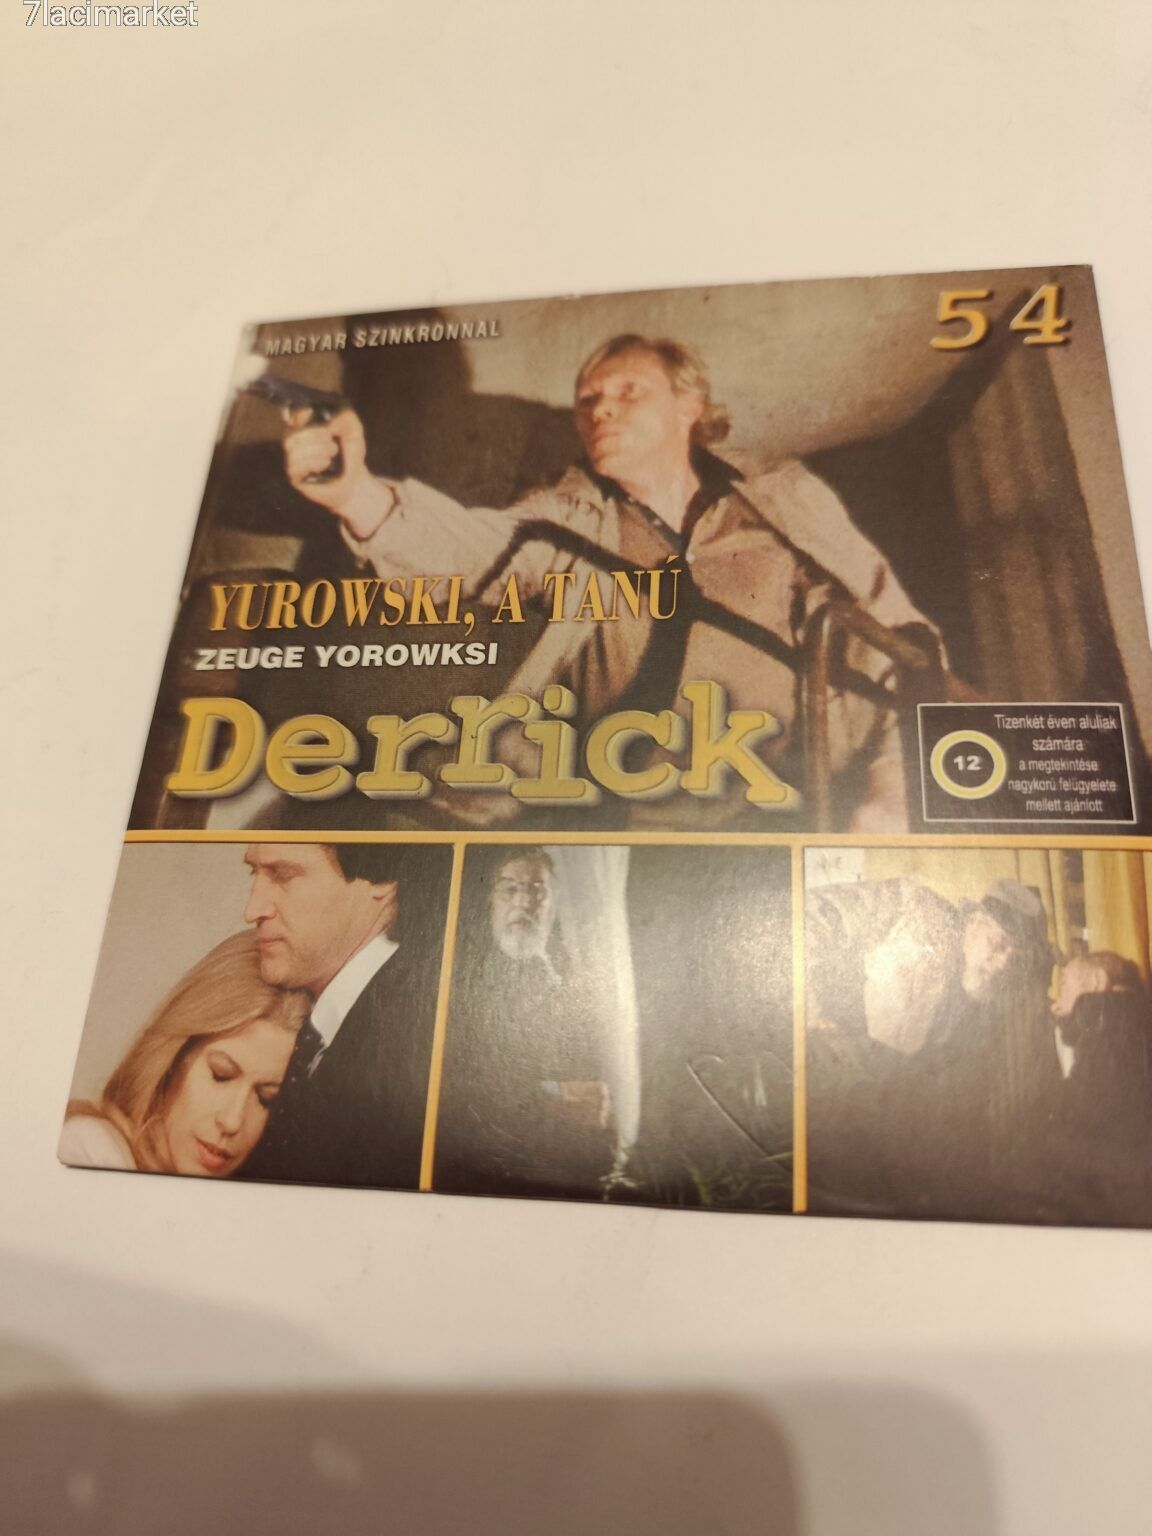 7lacimarket
MAGYAR SZINKRONNAL
54
YUROWSKI, A TANÚ
ZEUGE YOROWKSI
Derrick
12
Tizenkét éven aluliak
számára
a megtekintése
nagykorú felügyelete
mellett ajánlott